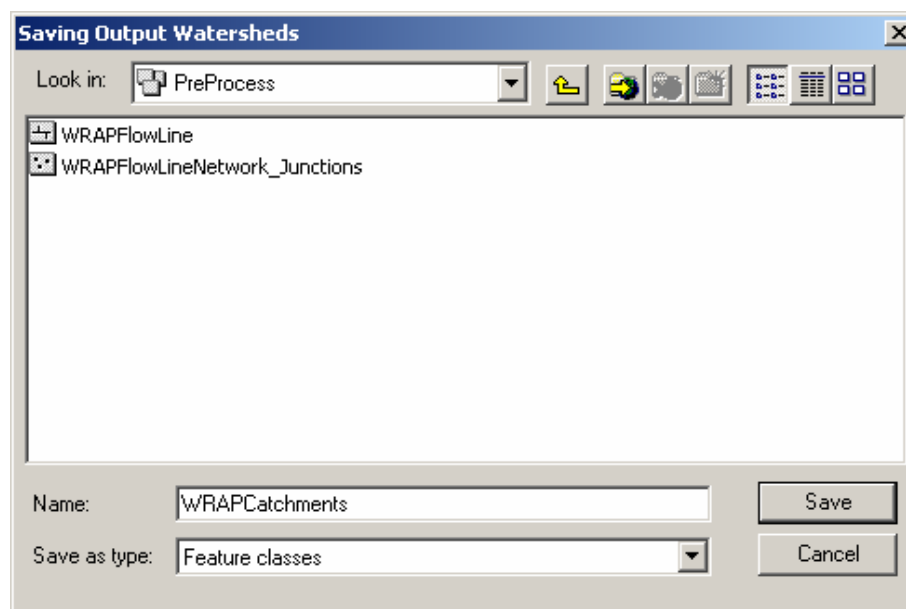 Saving Output Watersheds
Look in: PreProcess
WRAPFlowLine
WRAPFlowLineNetwork_Junctions
Name: WRAPCatchments Save
Save as type: Feature classes Cancel